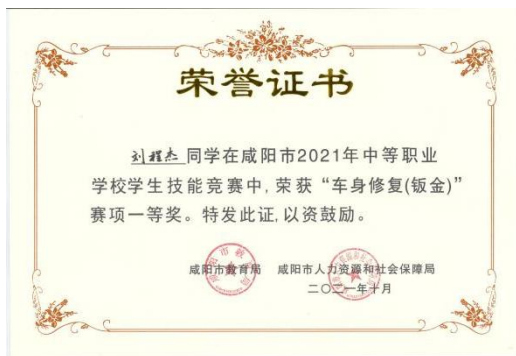 荣誉证书
刘程杰同学在咸阳市2021年中等职业
学校学生技能竞赛中,荣获“车身修复(钣金)”
赛项一等奖。特发此证,以资鼓励。
咸阳市教育局 咸阳市人力资源和社会保障局
二〇二一年十月